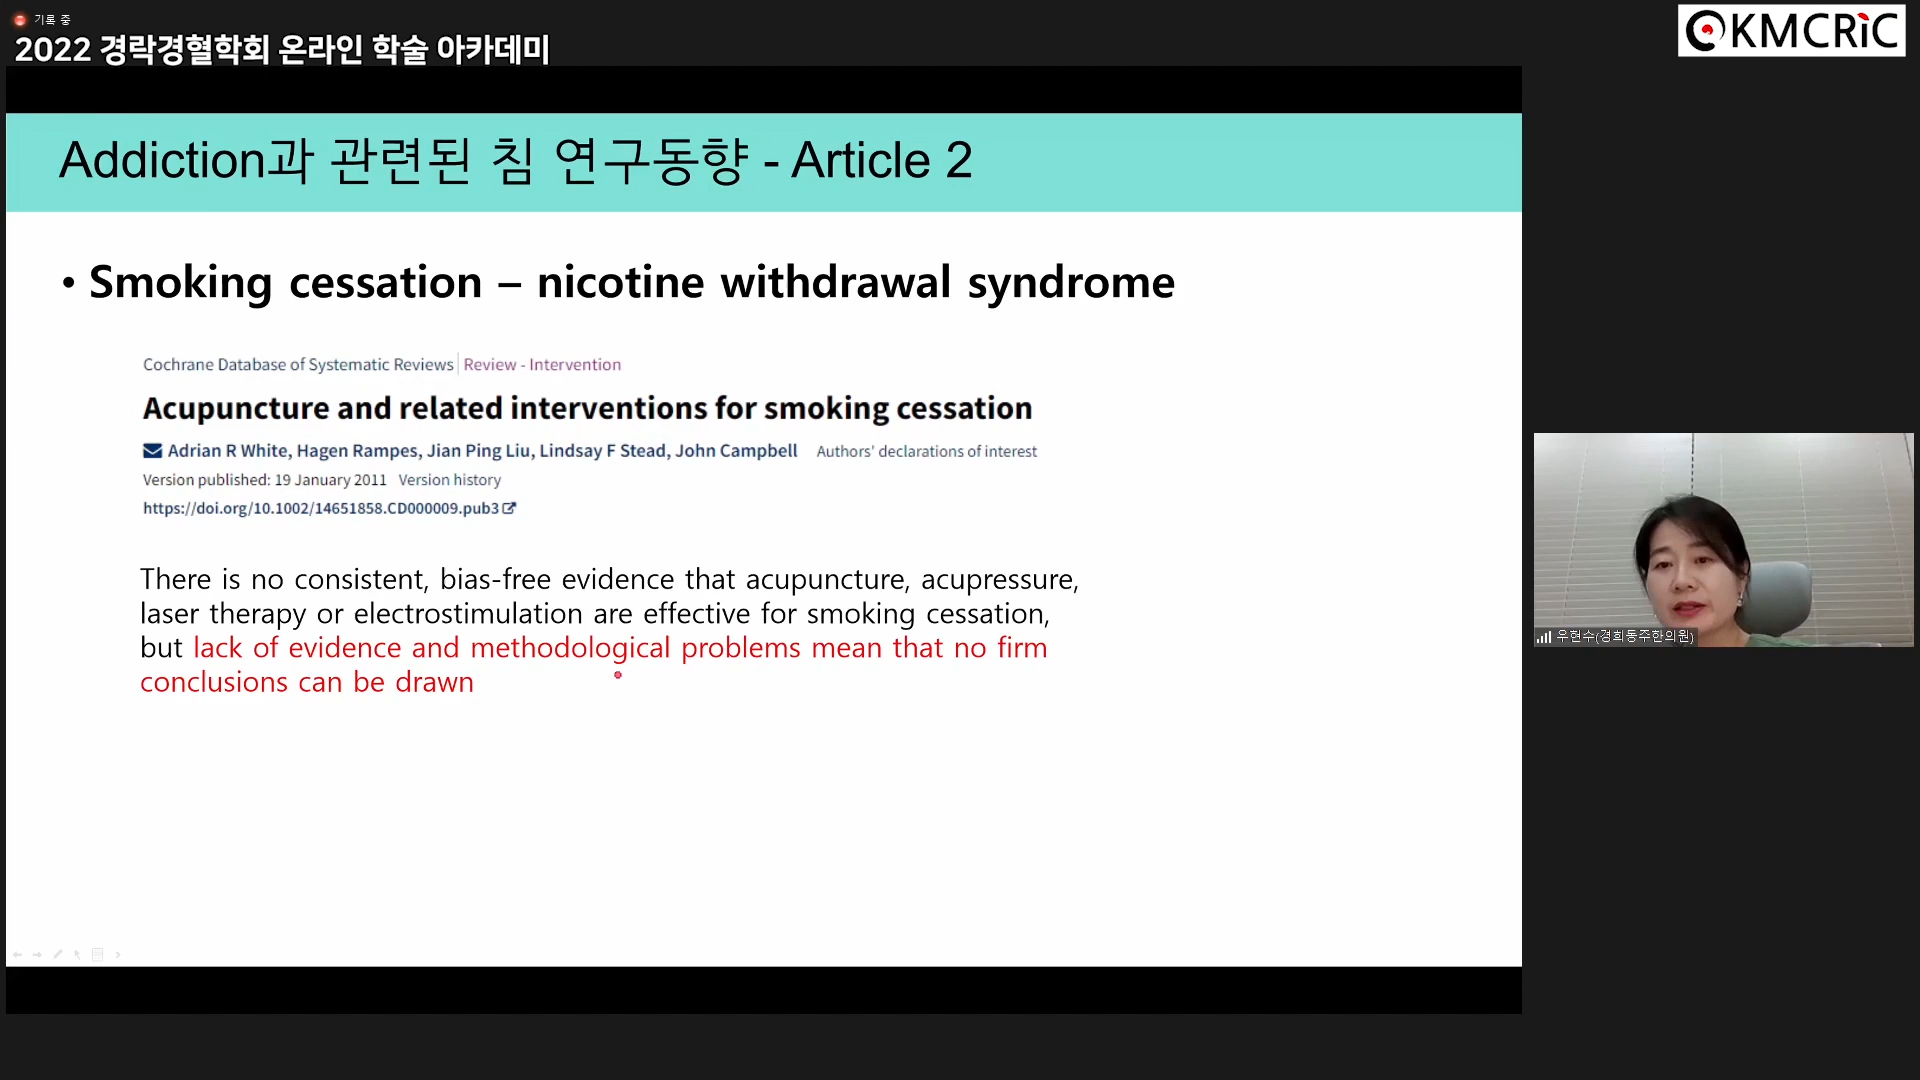 기록 중
2022 경락경혈학회 온라인 학술 아카데미
KMCRiC
Addiction과 관련된 침 연구동향 - Article 2
• Smoking cessation – nicotine withdrawal syndrome
Cochrane Database of Systematic Reviews | Review - Intervention
Acupuncture and related interventions for smoking cessation
Adrian R White, Hagen Rampes, Jian Ping Liu, Lindsay F Stead, John Campbell Authors' declarations of interest
Version published: 19 January 2011 Version history
https://doi.org/10.1002/14651858.CD000009.pub3
There is no consistent, bias-free evidence that acupuncture, acupressure,
laser therapy or electrostimulation are effective for smoking cessation,
but lack of evidence and methodological problems mean that no firm
conclusions can be drawn
우현수(경희동주한의원)